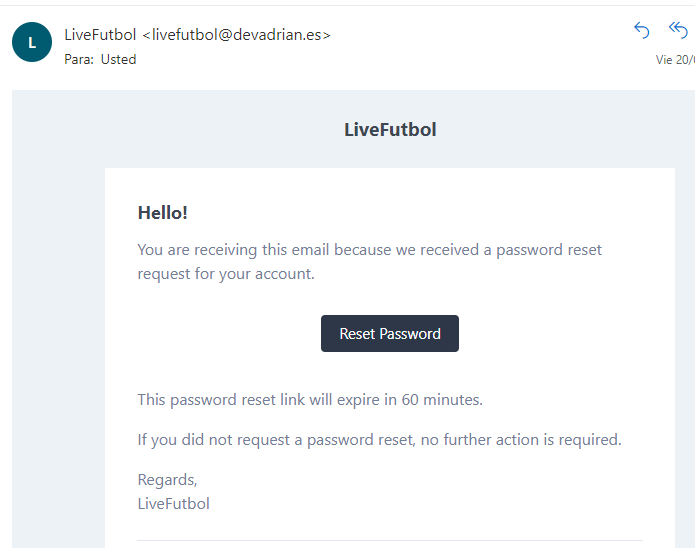 L
LiveFutbol <livefutbol@devadrian.es>
Para: Usted
Vie 20/
LiveFutbol
Hello!
You are receiving this email because we received a password reset
request for your account.
Reset Password
This password reset link will expire in 60 minutes.
If you did not request a password reset, no further action is required.
Regards,
LiveFutbol